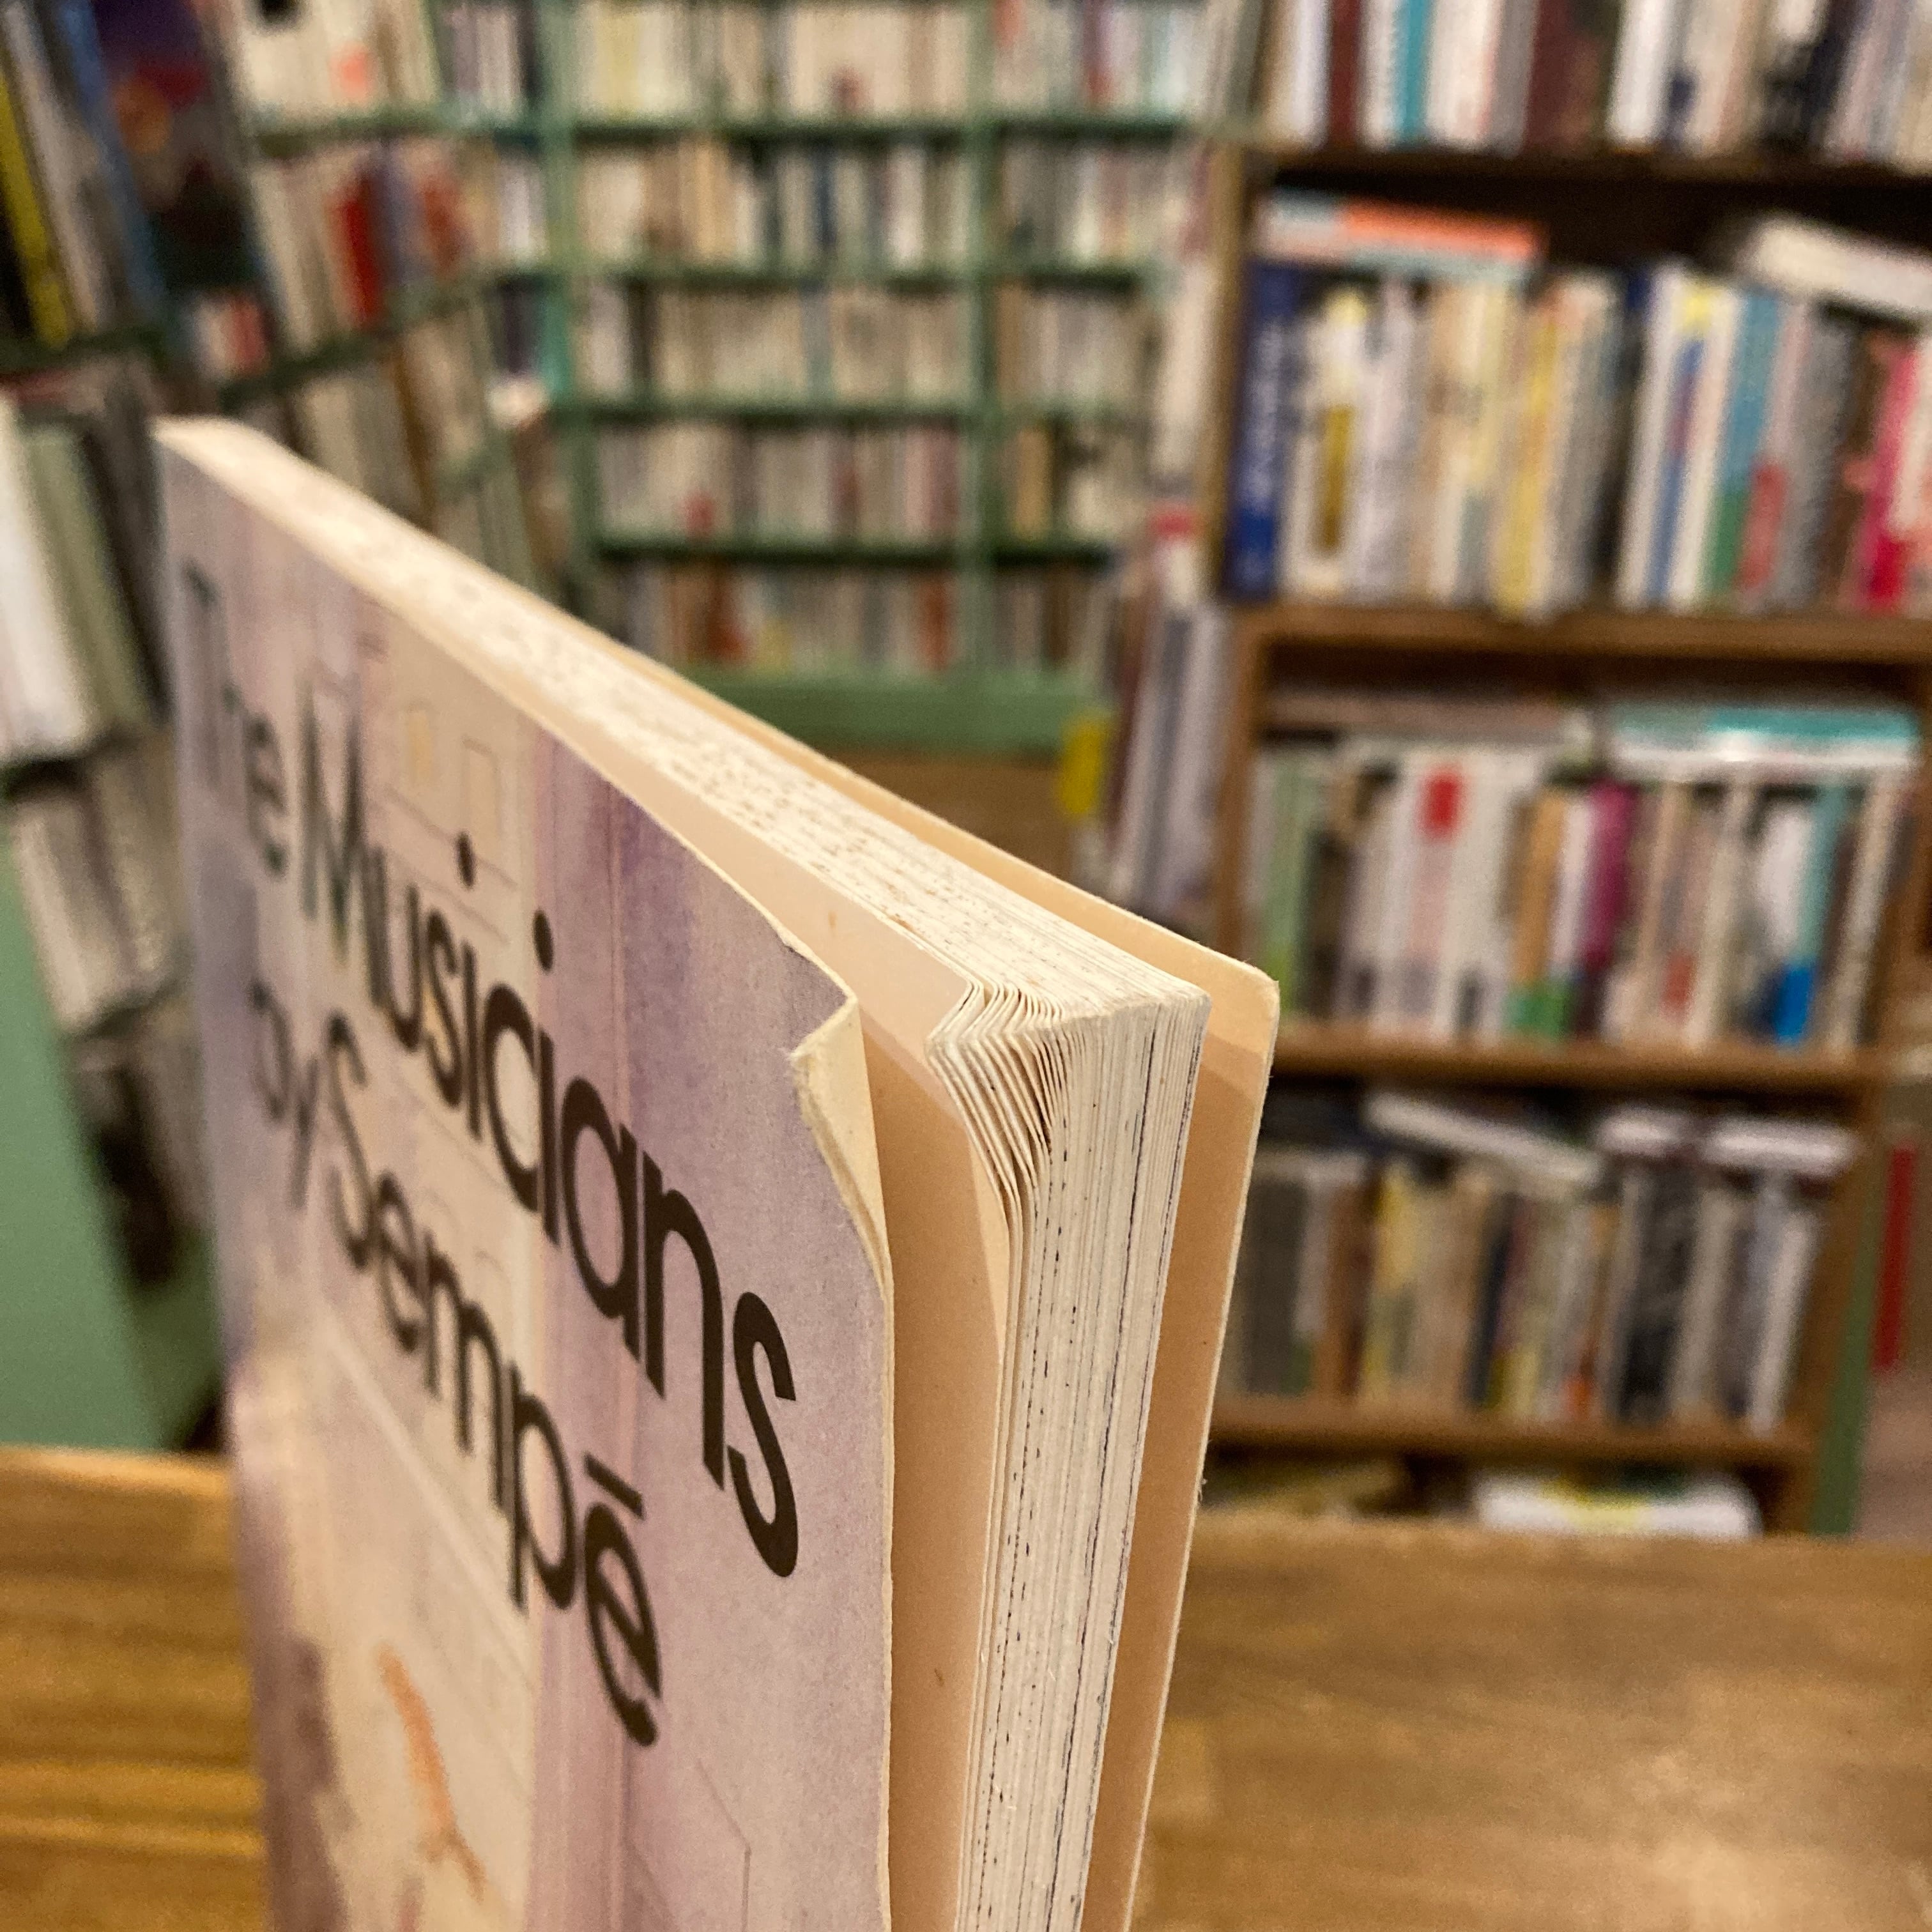 The Musicians
by Sempé